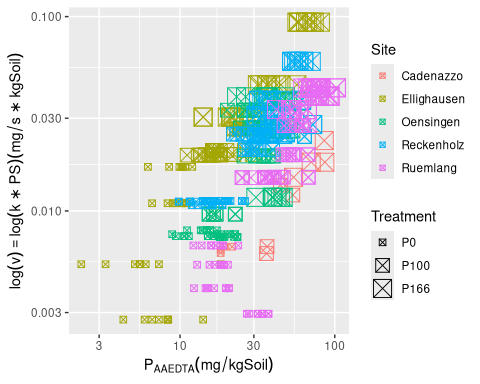 0.100
0.030
0.010
0.003
log(v) = log(k * PS)(mg/s * kgSoil)
3
10
30
100
PAAEDTA(mg/kgSoil)
Site
Cadenazzo
Ellighausen
Oensingen
Reckenholz
Ruemlang
Treatment
P0
P100
P166